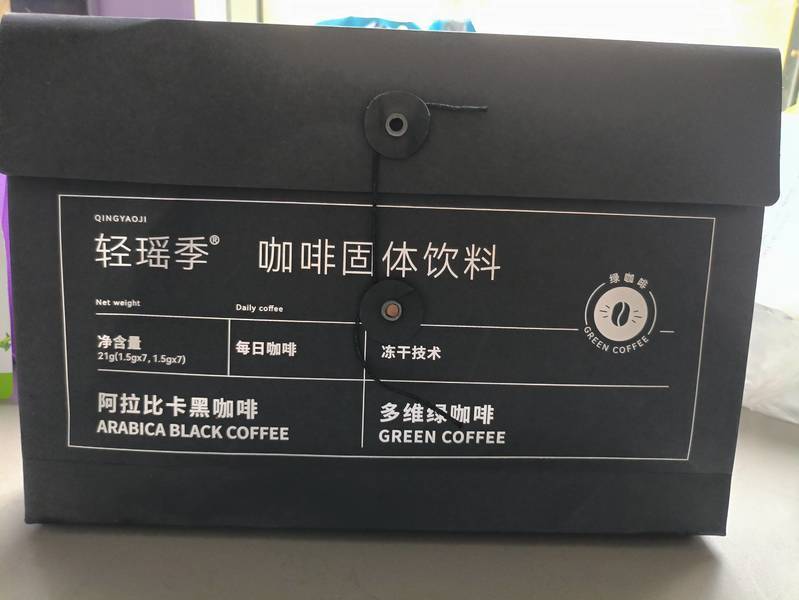 QINGYAOJI
轻瑶季® 咖啡固体饮料
Net weight
Daily coffee
净含量
21g(1.5gx7, 1.5gx7)
每日咖啡
冻干技术
绿咖啡
GREEN COFFEE
阿拉比卡黑咖啡
ARABICA BLACK COFFEE
多维绿咖啡
GREEN COFFEE